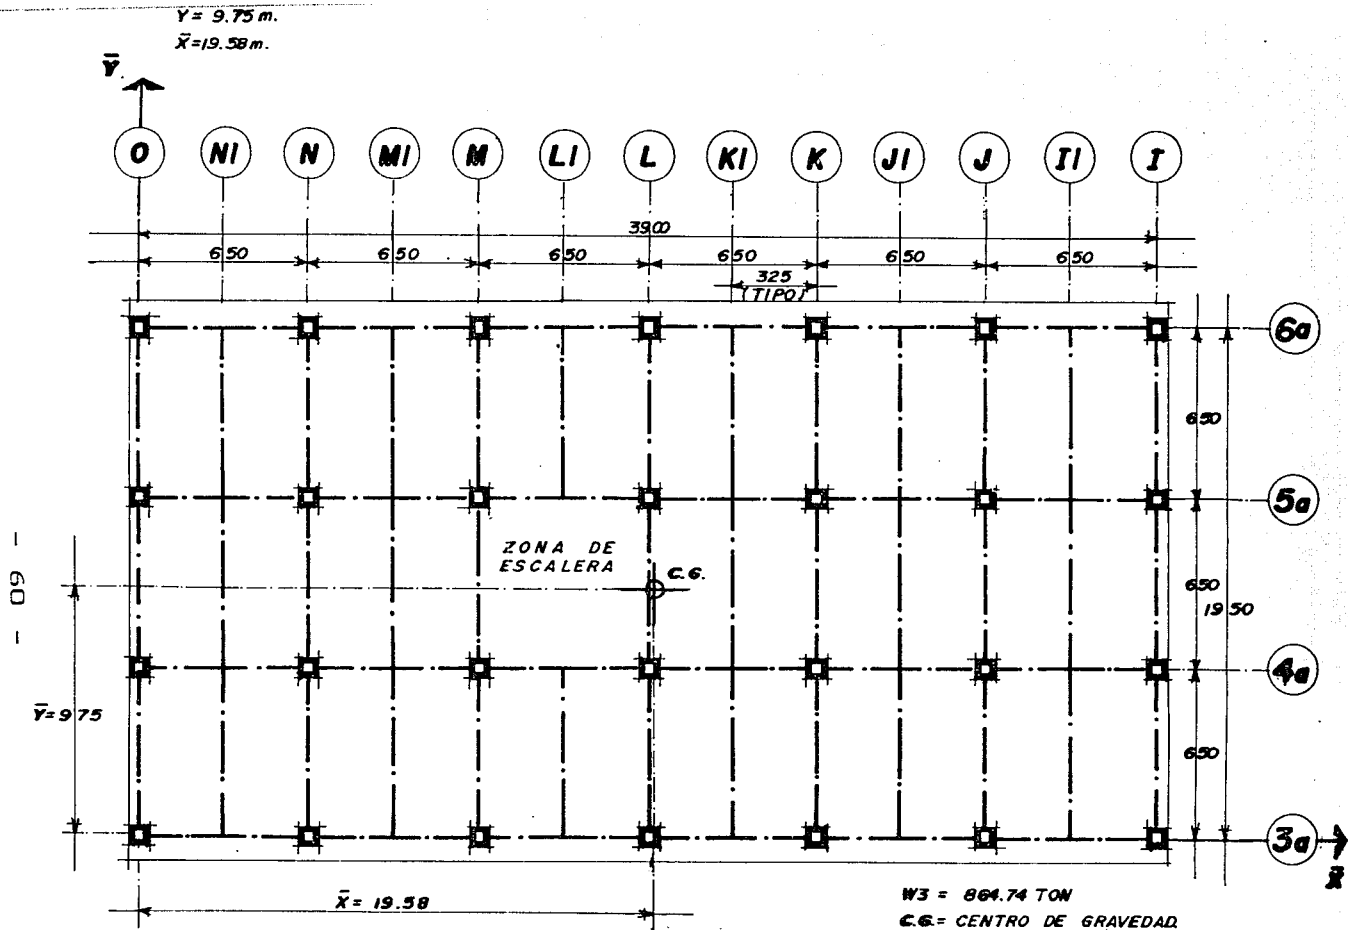 Y = 9.75 m.
X̄ = 19.58 m.
Ȳ
O NI N MI M LI L KI K JI J II I
39.00
6.50 6.50 6.50 6.50 6.50 6.50
3.25
(TIPO)
6a
6.50
5a
ZONA DE
ESCALERA
C.G.
6.50
19.50
- 60 -
4a
Ȳ = 9.75
6.50
3a
X̄
X̄ = 19.58
W3 = 864.74 TON
C.G. = CENTRO DE GRAVEDAD.